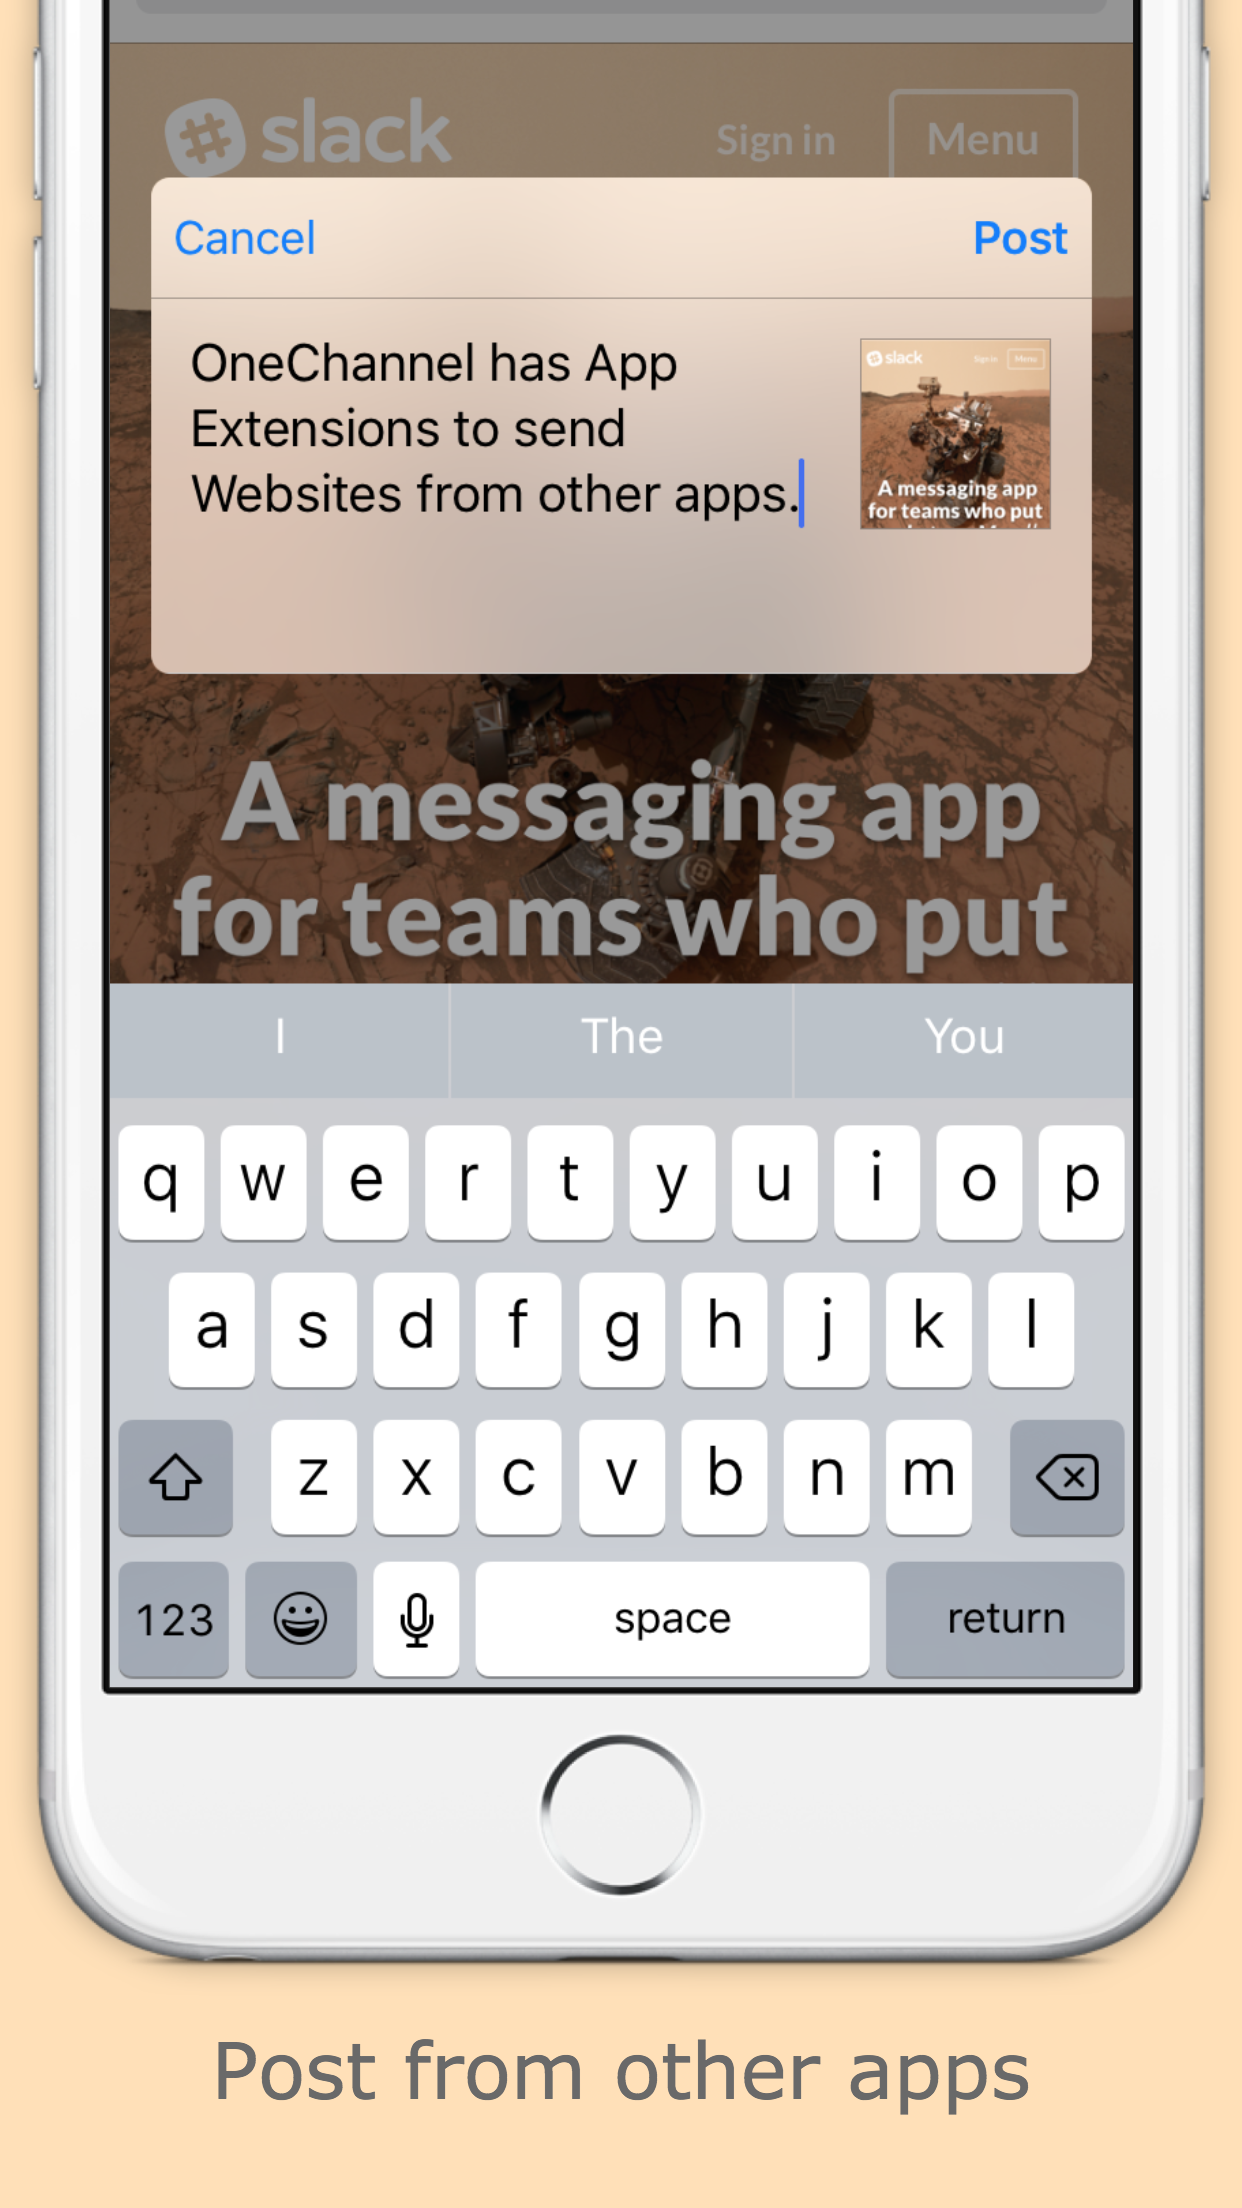 slack
Sign in
Menu
Cancel
Post
OneChannel has App
Extensions to send
Websites from other apps.
slack
Sign in
Menu
A messaging app
for teams who put
A messaging app
for teams who put
I
The
You
q w e r t y u i o p
a s d f g h j k l
z x c v b n m
123
space
return
Post from other apps